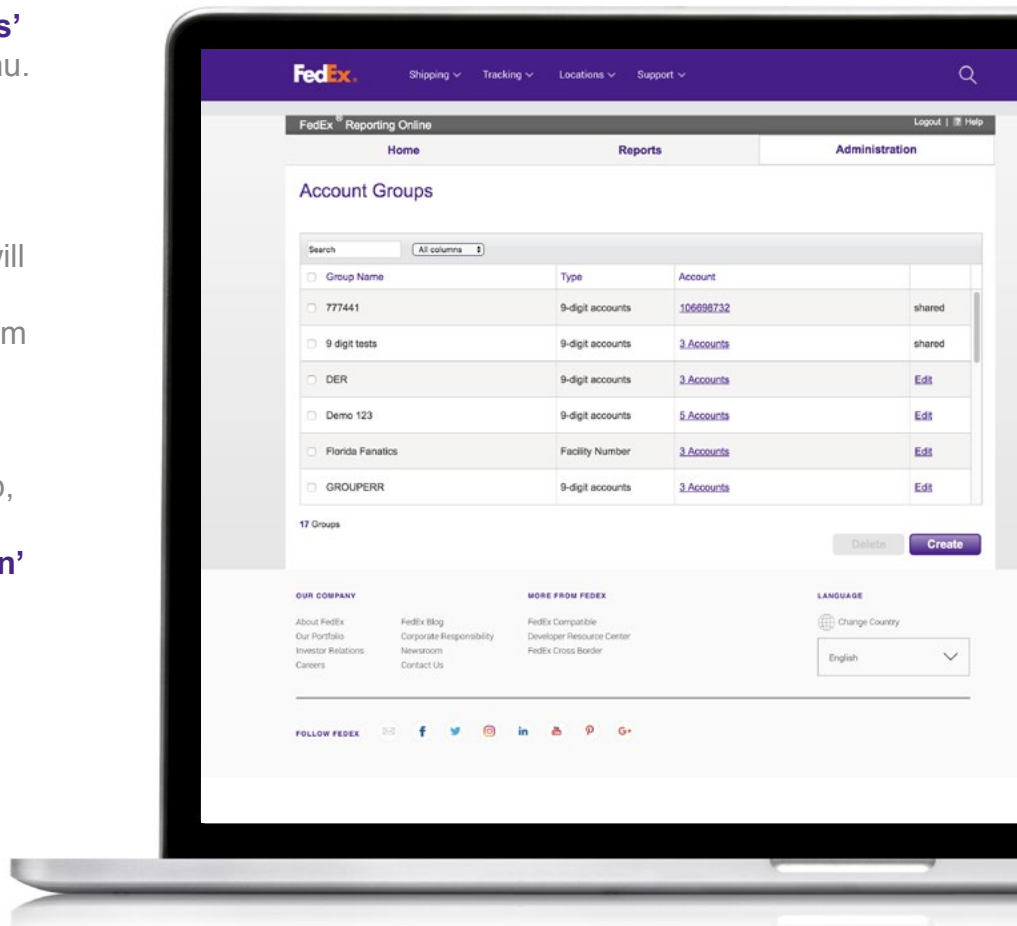 s’
nu.
will
m
o,
n’
FedEx® Shipping Tracking Locations Support
FedEx® Reporting Online Logout | ? Help
Home Reports Administration
Account Groups
Search All columns
Group Name Type Account
777441 9-digit accounts 106698732 shared
9 digit tests 9-digit accounts 3 Accounts shared
DER 9-digit accounts 3 Accounts Edit
Demo 123 9-digit accounts 5 Accounts Edit
Florida Fanatics Facility Number 3 Accounts Edit
GROUPERR 9-digit accounts 3 Accounts Edit
17 Groups
Delete Create
OUR COMPANY MORE FROM FEDEX LANGUAGE
About FedEx FedEx Blog FedEx Compatible Change Country
Our Portfolio Corporate Responsibility Developer Resource Center
Investor Relations Newsroom FedEx Cross Border English
Careers Contact Us
FOLLOW FEDEX f in G+